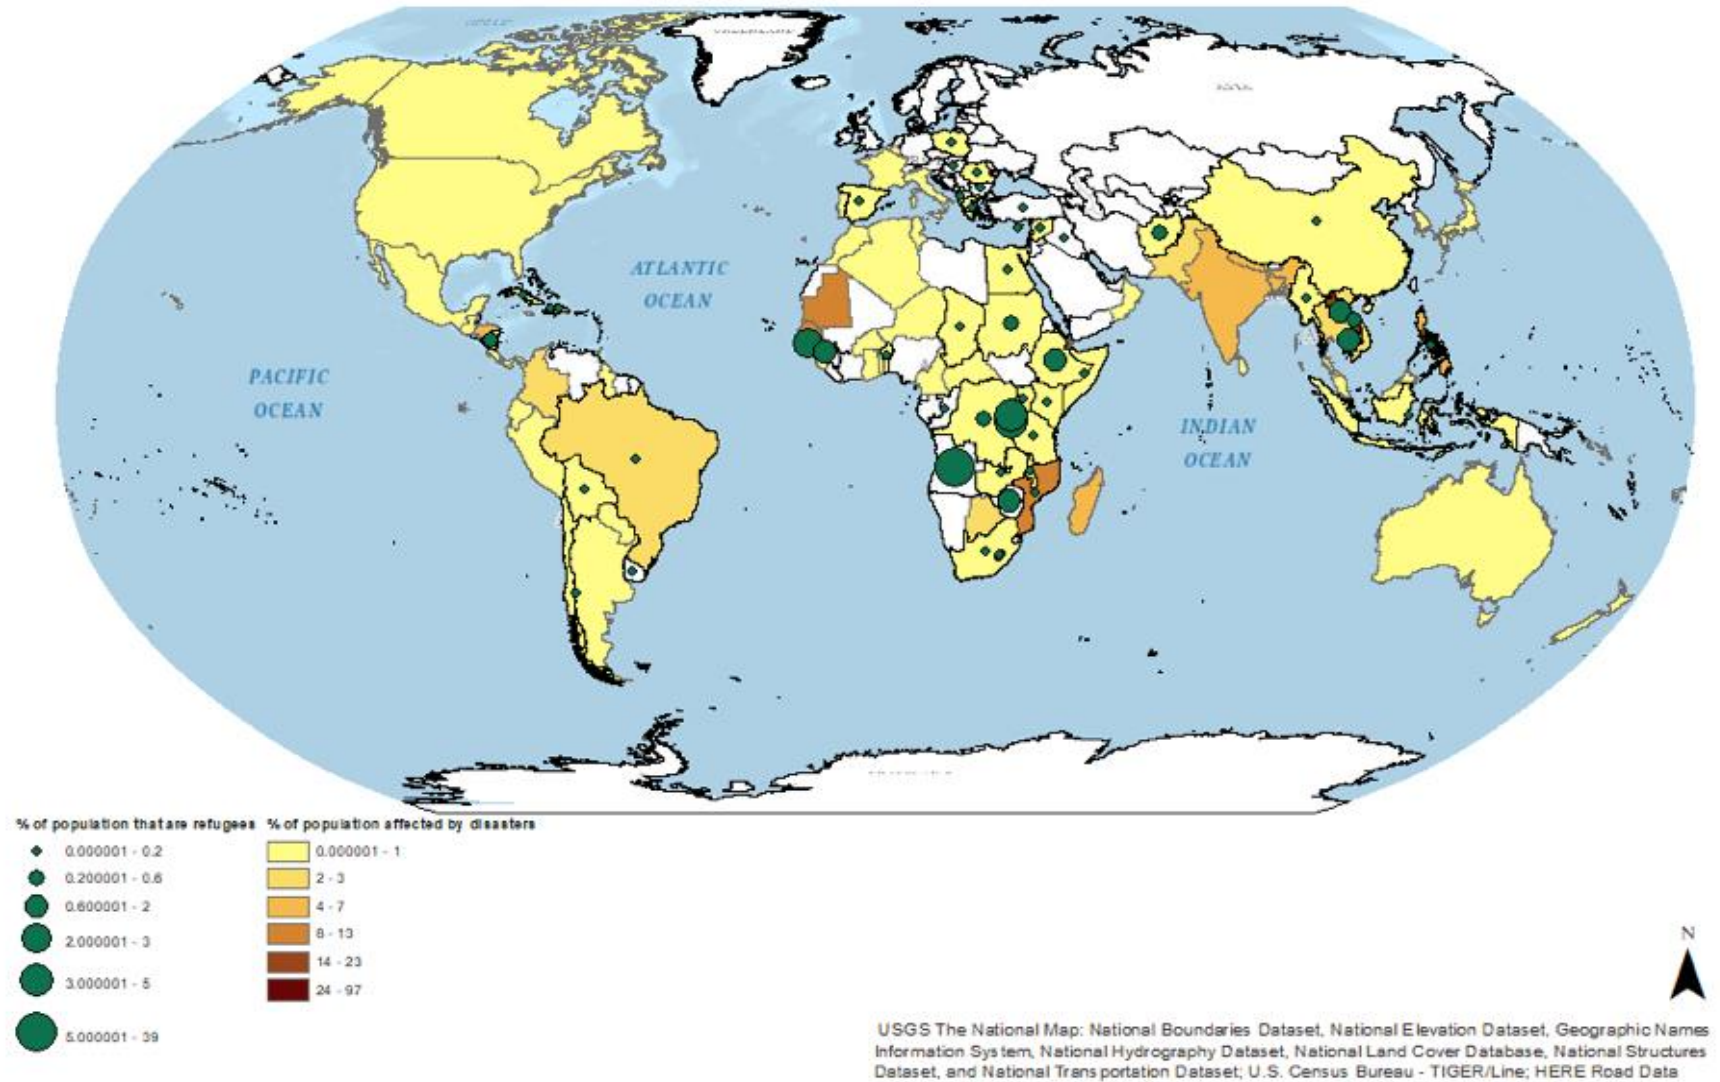 ATLANTIC
OCEAN
PACIFIC
OCEAN
INDIAN
OCEAN
% of population that are refugees
0.000001 - 0.2
0.200001 - 0.6
0.600001 - 2
2.000001 - 3
3.000001 - 5
5.000001 - 39
% of population affected by disasters
0.000001 - 1
2 - 3
4 - 7
8 - 13
14 - 23
24 - 97
N
USGS The National Map: National Boundaries Dataset, National Elevation Dataset, Geographic Names
Information System, National Hydrography Dataset, National Land Cover Database, National Structures
Dataset, and National Transportation Dataset; U.S. Census Bureau - TIGER/Line; HERE Road Data